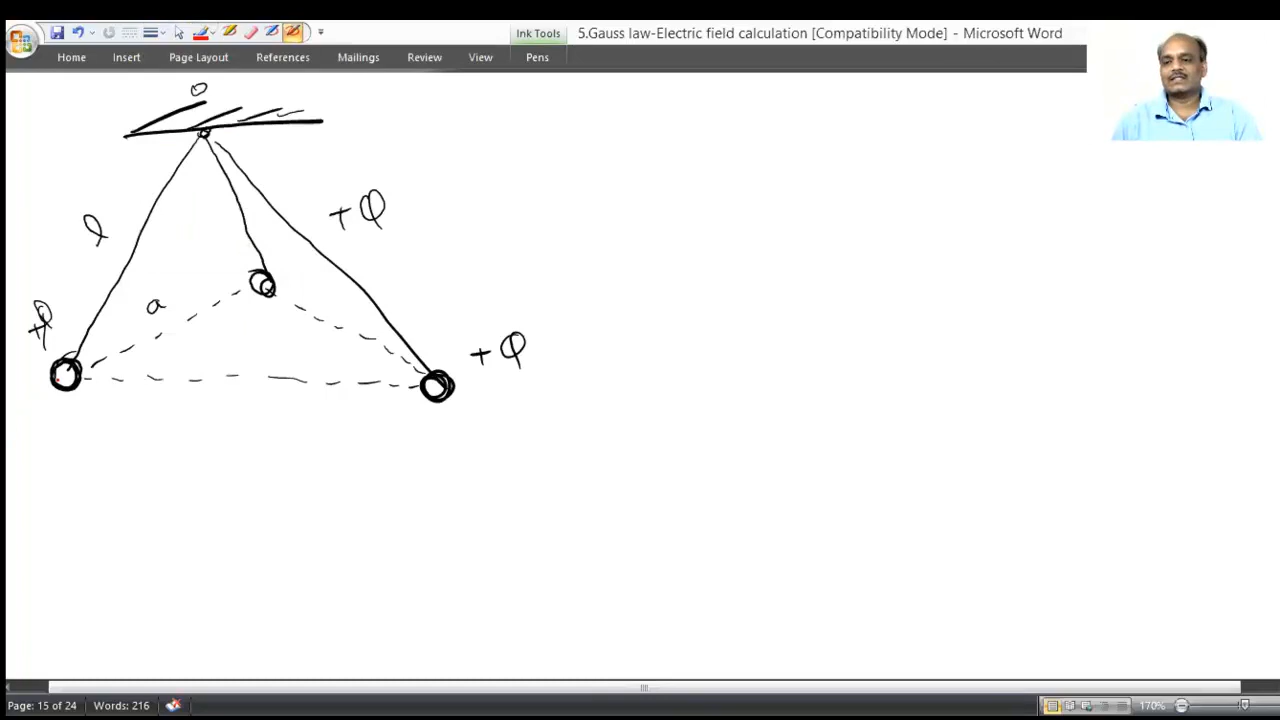 Ink Tools
5.Gauss law-Electric field calculation [Compatibility Mode] - Microsoft Word
Home Insert Page Layout References Mailings Review View Pens
O
l
+Q
a
+Q
+Q
Page: 15 of 24 Words: 216 170%